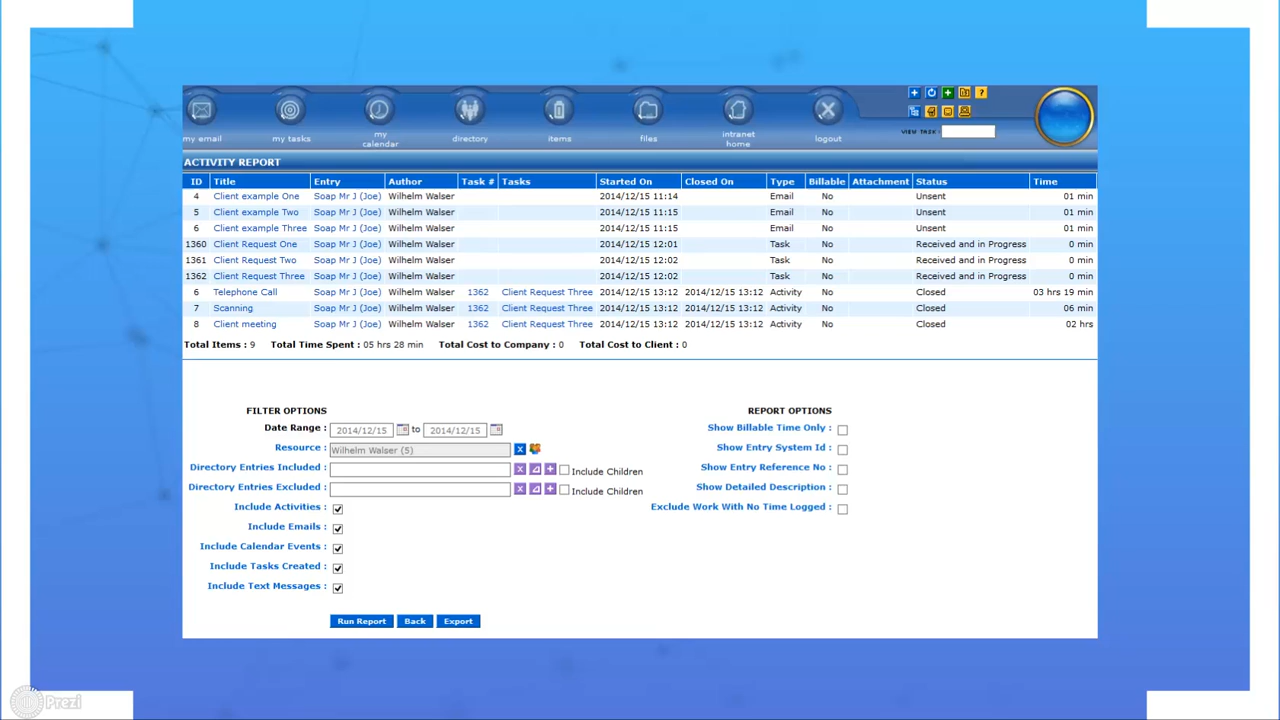 my email my tasks my calendar directory items files intranet home logout
VIEW TASK:
ACTIVITY REPORT
ID Title Entry Author Task # Tasks Started On Closed On Type Billable Attachment Status Time
4 Client example One Soap Mr J (Joe) Wilhelm Walser 2014/12/15 11:14 Email No Unsent 01 min
5 Client example Two Soap Mr J (Joe) Wilhelm Walser 2014/12/15 11:15 Email No Unsent 01 min
6 Client example Three Soap Mr J (Joe) Wilhelm Walser 2014/12/15 11:15 Email No Unsent 01 min
1360 Client Request One Soap Mr J (Joe) Wilhelm Walser 2014/12/15 12:01 Task No Received and in Progress 0 min
1361 Client Request Two Soap Mr J (Joe) Wilhelm Walser 2014/12/15 12:02 Task No Received and in Progress 0 min
1362 Client Request Three Soap Mr J (Joe) Wilhelm Walser 2014/12/15 12:02 Task No Received and in Progress 0 min
6 Telephone Call Soap Mr J (Joe) Wilhelm Walser 1362 Client Request Three 2014/12/15 13:12 2014/12/15 13:12 Activity No Closed 03 hrs 19 min
7 Scanning Soap Mr J (Joe) Wilhelm Walser 1362 Client Request Three 2014/12/15 13:12 2014/12/15 13:12 Activity No Closed 06 min
8 Client meeting Soap Mr J (Joe) Wilhelm Walser 1362 Client Request Three 2014/12/15 13:12 2014/12/15 13:12 Activity No Closed 02 hrs
Total Items : 9 Total Time Spent : 05 hrs 28 min Total Cost to Company : 0 Total Cost to Client : 0
FILTER OPTIONS
Date Range : 2014/12/15 to 2014/12/15
Resource : Wilhelm Walser (5)
Directory Entries Included : Include Children
Directory Entries Excluded : Include Children
Include Activities :
Include Emails :
Include Calendar Events :
Include Tasks Created :
Include Text Messages :
Run Report Back Export
REPORT OPTIONS
Show Billable Time Only :
Show Entry System Id :
Show Entry Reference No :
Show Detailed Description :
Exclude Work With No Time Logged :
Prezi